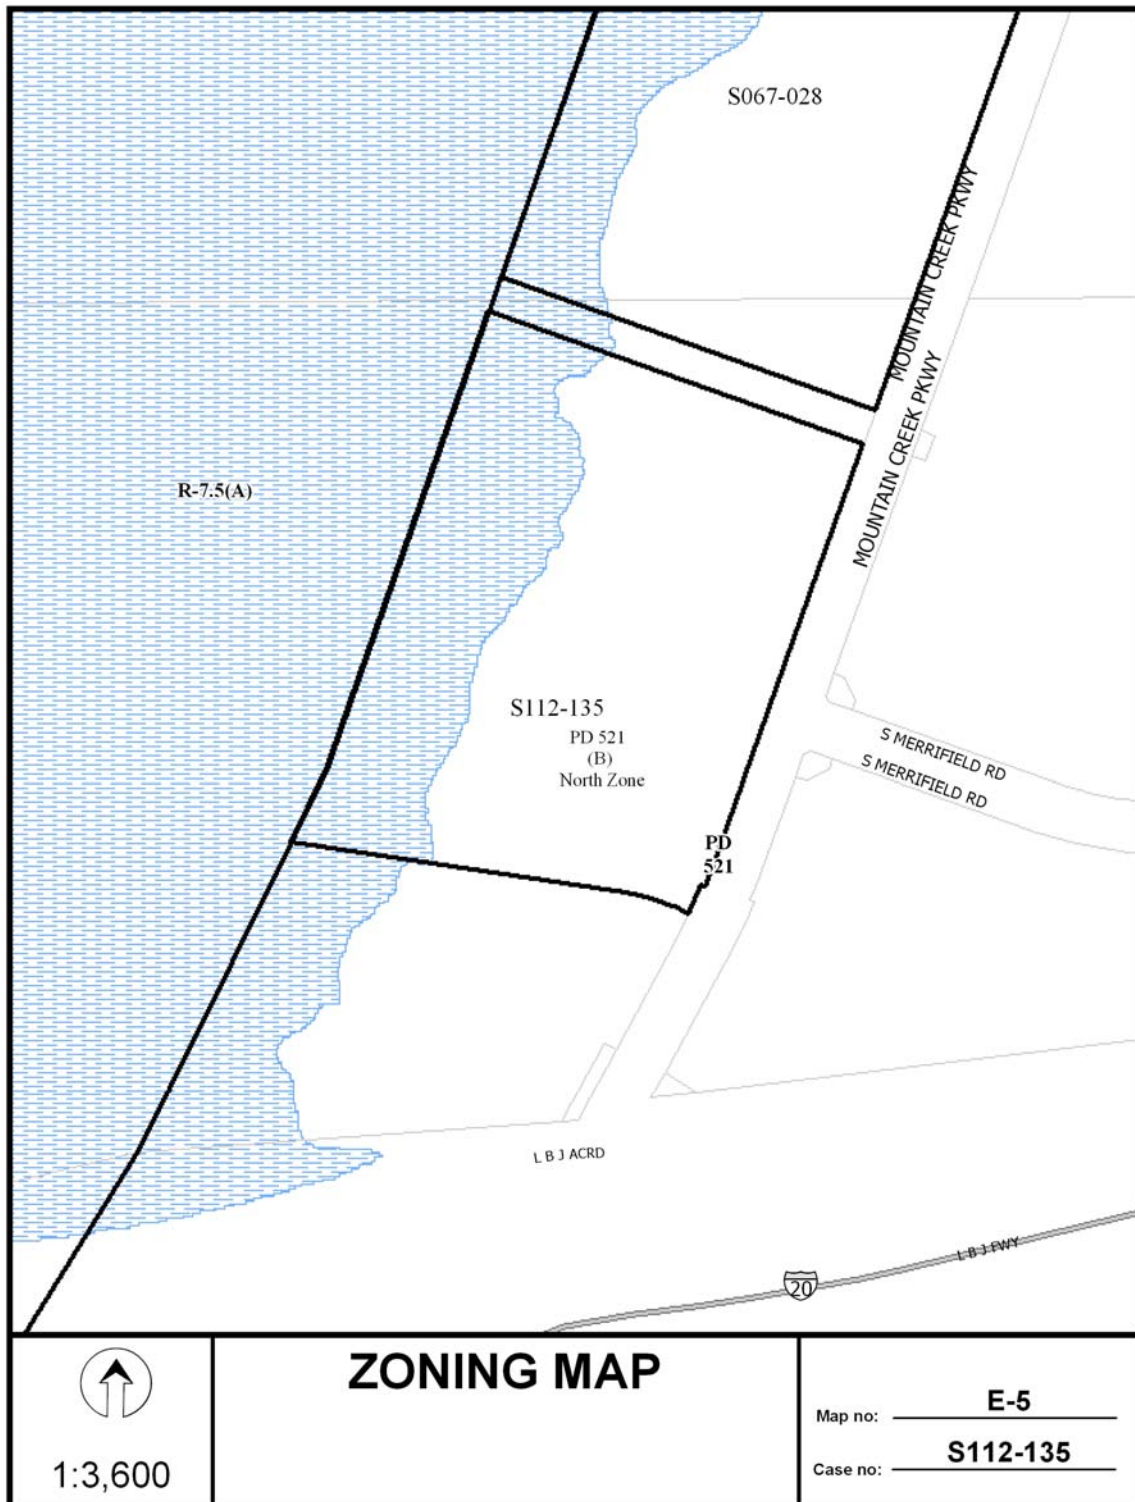 S067-028
MOUNTAIN CREEK PKWY
MOUNTAIN CREEK PKWY
R-7.5(A)
S112-135
PD 521
(B)
North Zone
S MERRIFIELD RD
S MERRIFIELD RD
PD
521
L B J ACRD
L B J FWY
20
1:3,600
ZONING MAP
Map no: E-5
Case no: S112-135